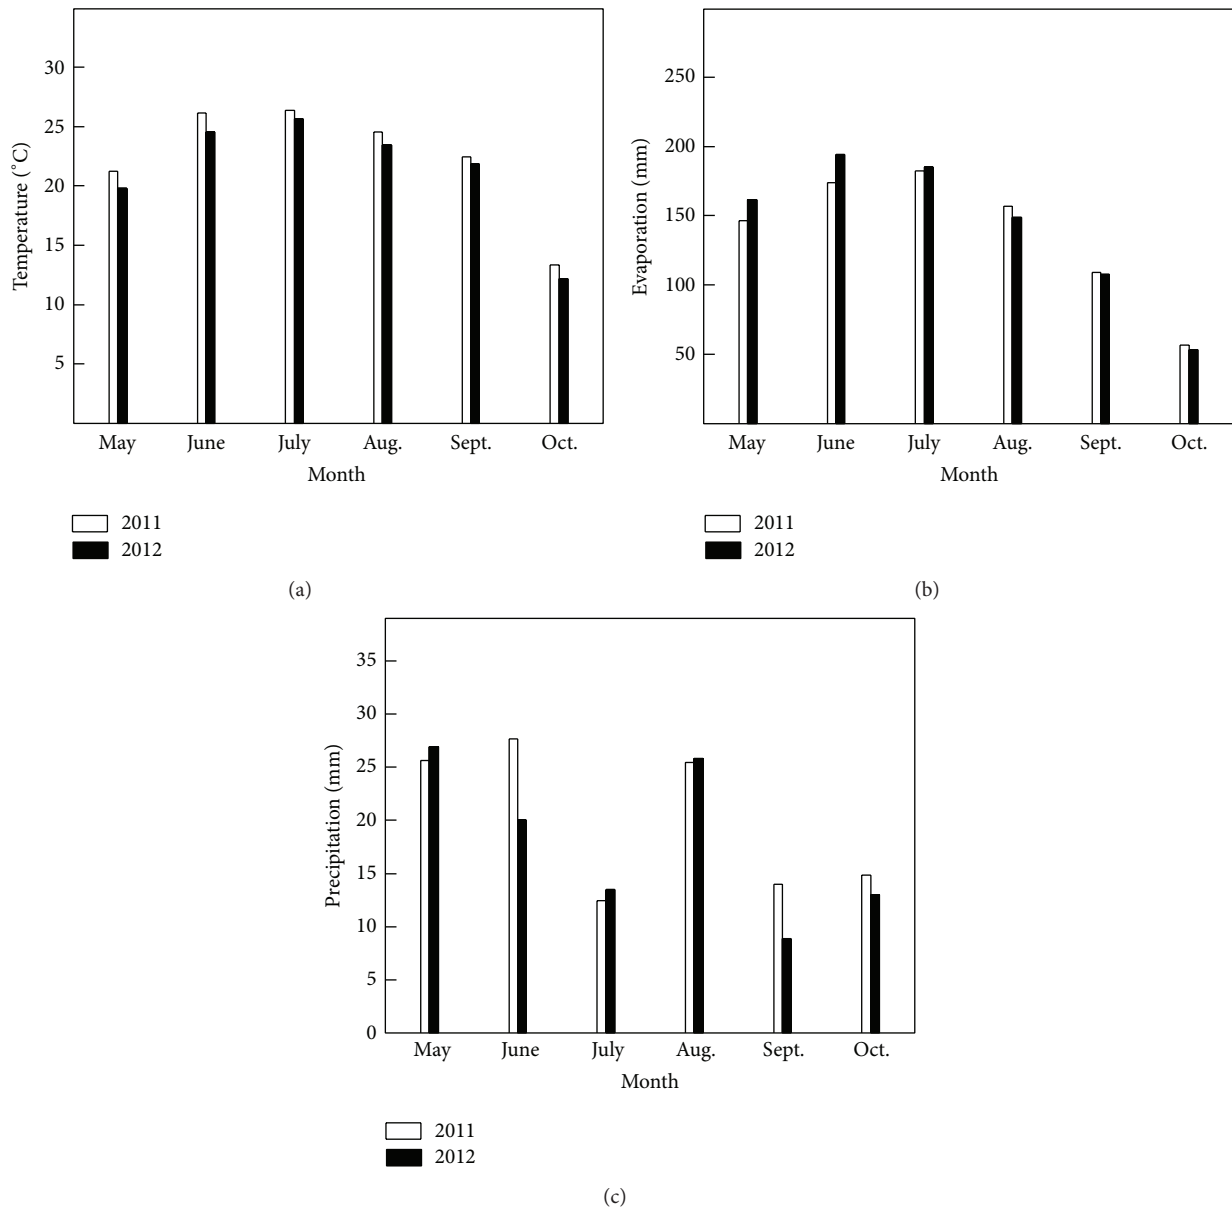 30
25
20
15
10
5
Temperature (°C)
May June July Aug. Sept. Oct.
Month
2011
2012
(a)
250
200
150
100
50
Evaporation (mm)
May June July Aug. Sept. Oct.
Month
2011
2012
(b)
35
30
25
20
15
10
5
0
Precipitation (mm)
May June July Aug. Sept. Oct.
Month
2011
2012
(c)